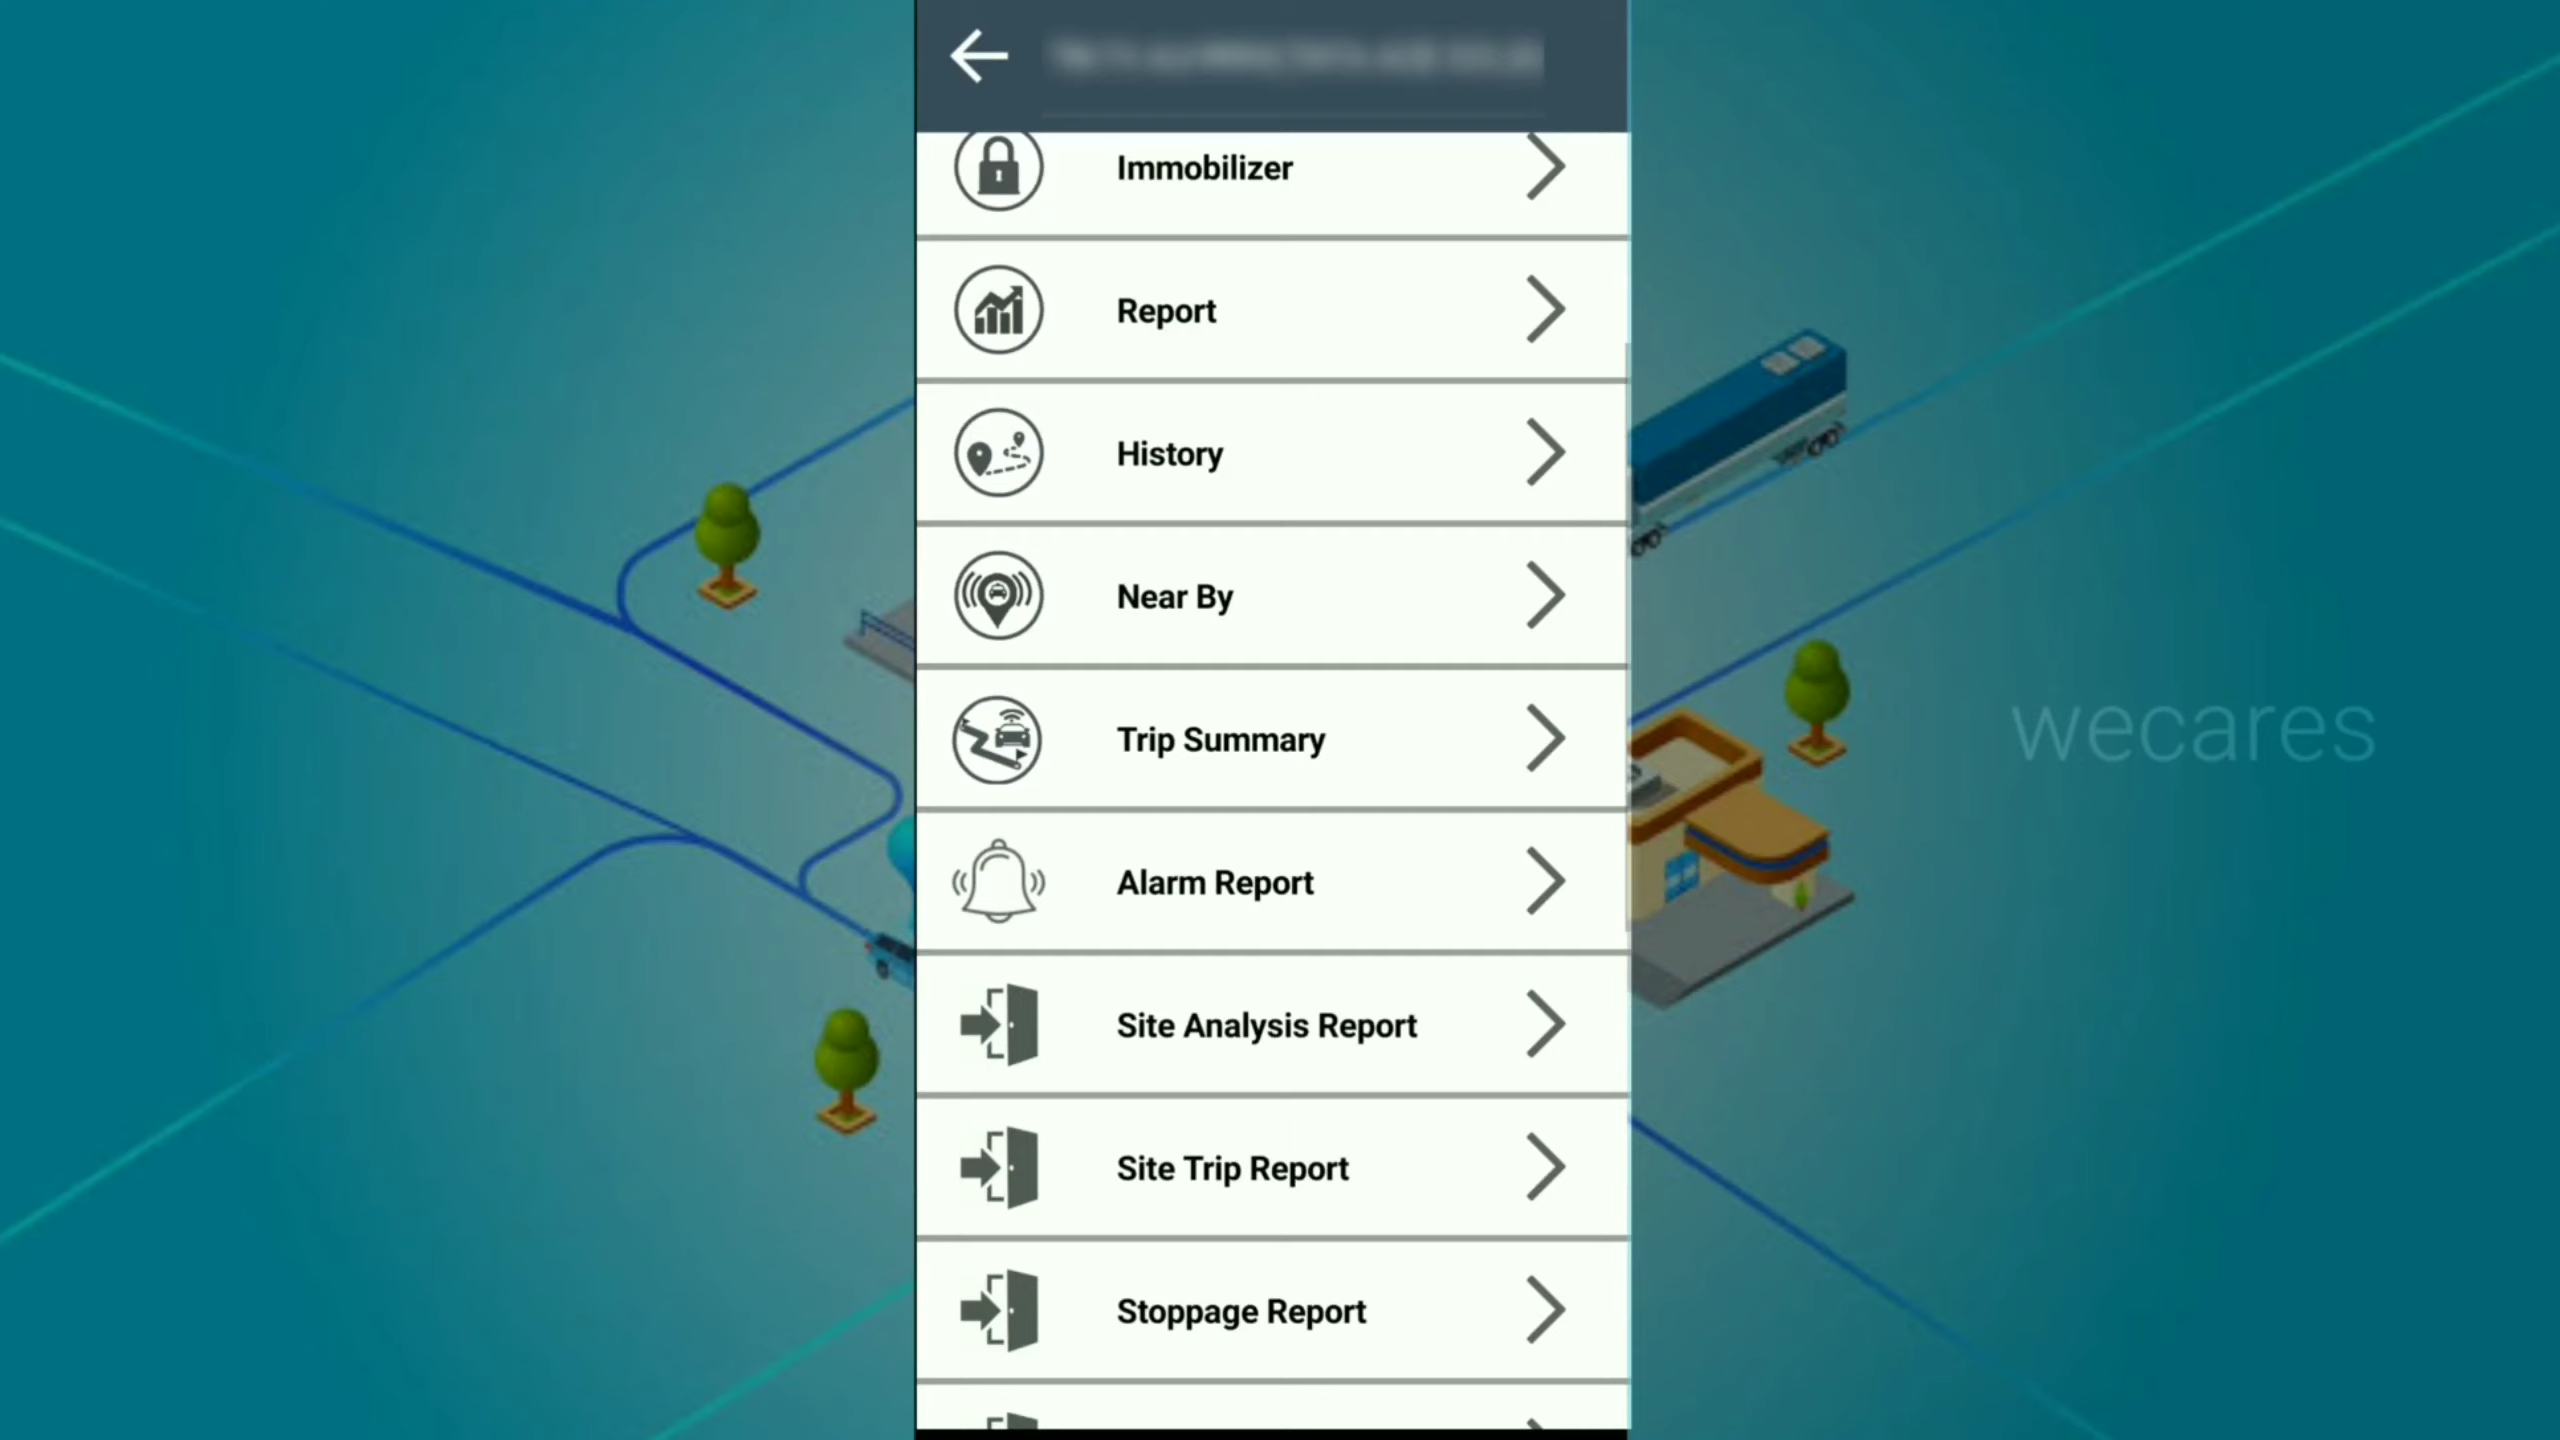 Immobilizer
Report
History
Near By
Trip Summary
Alarm Report
Site Analysis Report
Site Trip Report
Stoppage Report
wecares